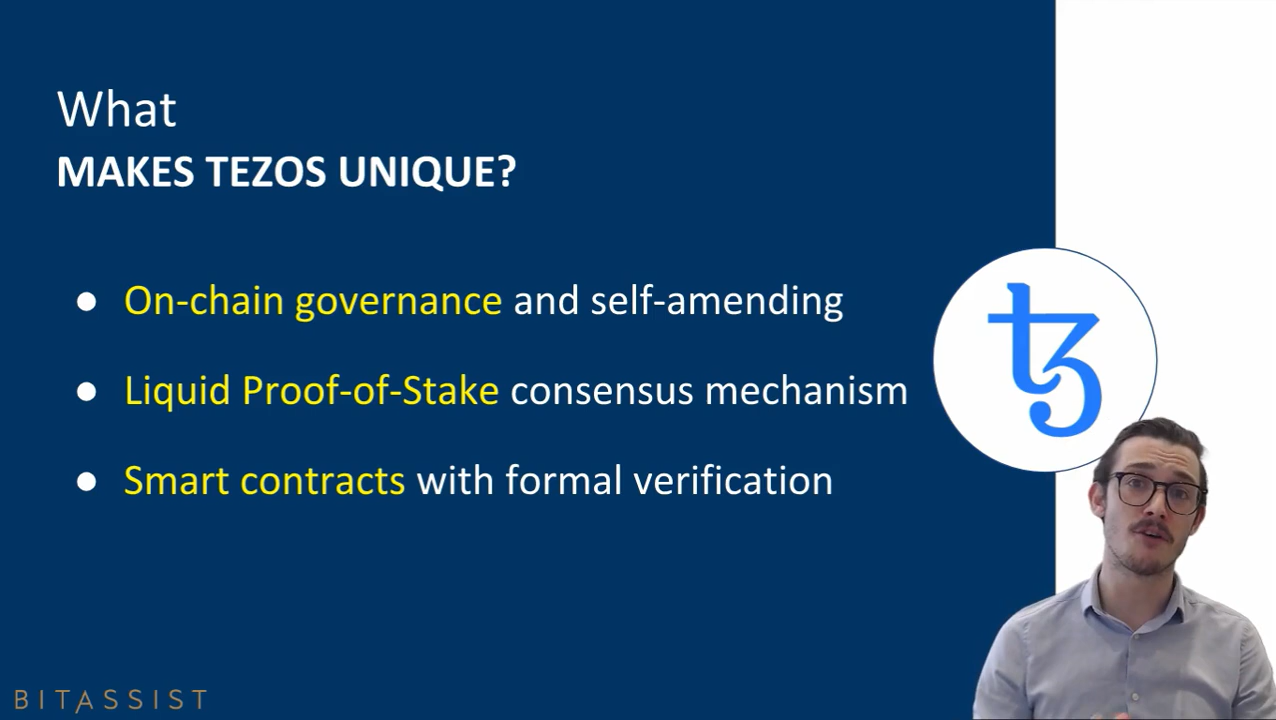 What
MAKES TEZOS UNIQUE?
● On-chain governance and self-amending
● Liquid Proof-of-Stake consensus mechanism
● Smart contracts with formal verification
BITASSIST